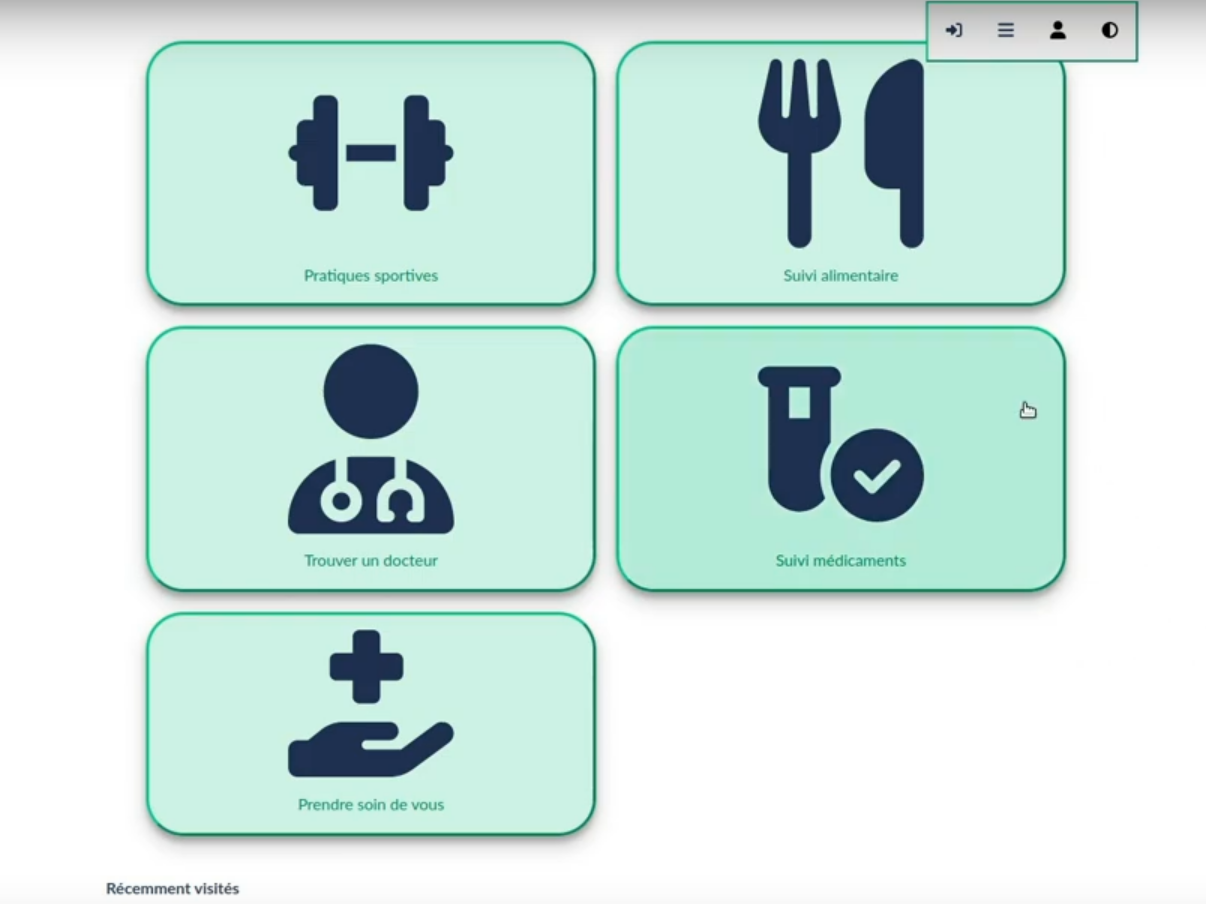 Pratiques sportives
Suivi alimentaire
Trouver un docteur
Suivi médicaments
Prendre soin de vous
Récemment visités